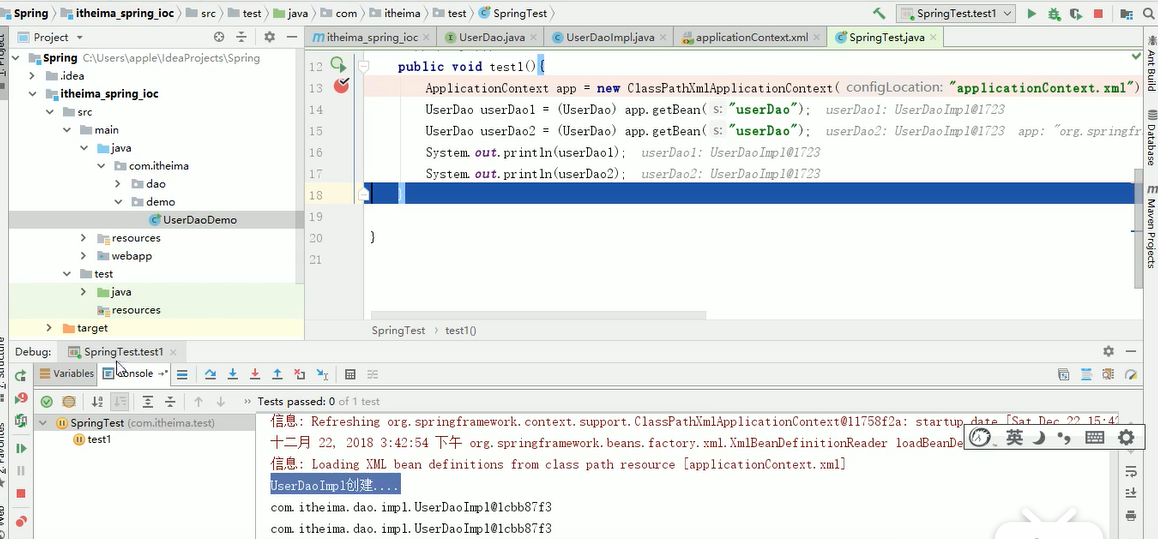 Spring itheima_spring_ioc src test java com itheima test SpringTest SpringTest.test1
Project itheima_spring_ioc UserDao.java UserDaoImpl.java applicationContext.xml SpringTest.java
Spring C:\Users\apple\IdeaProjects\Spring
.idea
itheima_spring_ioc
src
main
java
com.itheima
dao
demo
UserDaoDemo
resources
webapp
test
java
resources
target
12 public void test1(){
13 ApplicationContext app = new ClassPathXmlApplicationContext( configLocation: "applicationContext.xml")
14 UserDao userDao1 = (UserDao) app.getBean( s: "userDao"); userDao1: UserDaoImpl@1723
15 UserDao userDao2 = (UserDao) app.getBean( s: "userDao"); userDao2: UserDaoImpl@1723 app: "org.springfra
16 System.out.println(userDao1); userDao1: UserDaoImpl@1723
17 System.out.println(userDao2); userDao2: UserDaoImpl@1723
18 }
19
20 }
21
SpringTest test1()
Ant Build
Database
Maven Projects
Debug: SpringTest.test1
Variables Console
Tests passed: 0 of 1 test
SpringTest (com.itheima.test)
test1
信息: Refreshing org.springframework.context.support.ClassPathXmlApplicationContext@11758f2a: startup date [Sat Dec 22 15:42
十二月 22, 2018 3:42:54 下午 org.springframework.beans.factory.xml.XmlBeanDefinitionReader loadBeanDe
信息: Loading XML bean definitions from class path resource [applicationContext.xml]
UserDaoImpl创建....
com.itheima.dao.impl.UserDaoImpl@1cbb87f3
com.itheima.dao.impl.UserDaoImpl@1cbb87f3
英
2: Favorites
Web